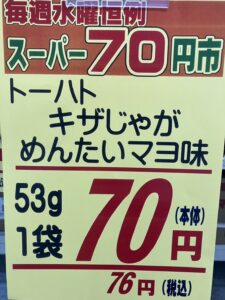 毎週水曜恒例
スーパー70円市
トーハト
キザじゃが
めんたいマヨ味
53g
1袋
70円
(本体)
76円(税込)